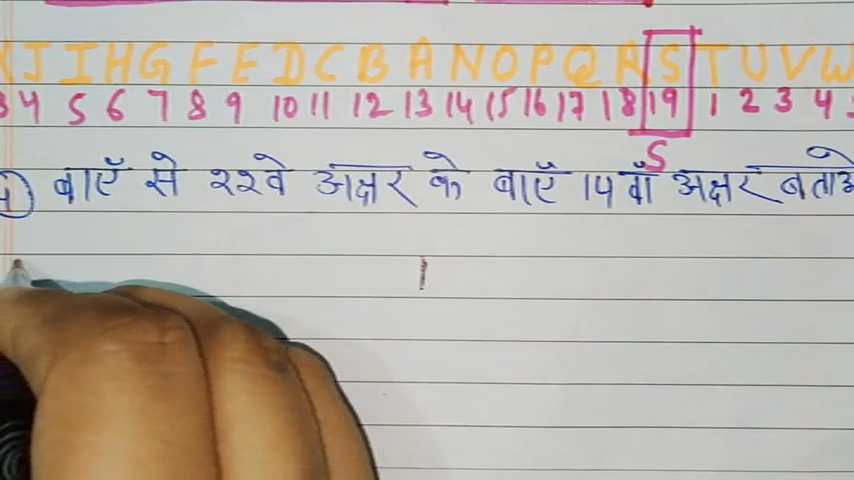 J I H G F E D C B A N O P Q R S T U V W
4 5 6 7 8 9 10 11 12 13 14 15 16 17 18 19 1 2 3 4
S
बाएँ से २२वे अक्षर के बाएँ 14 वाँ अक्षर बताओ